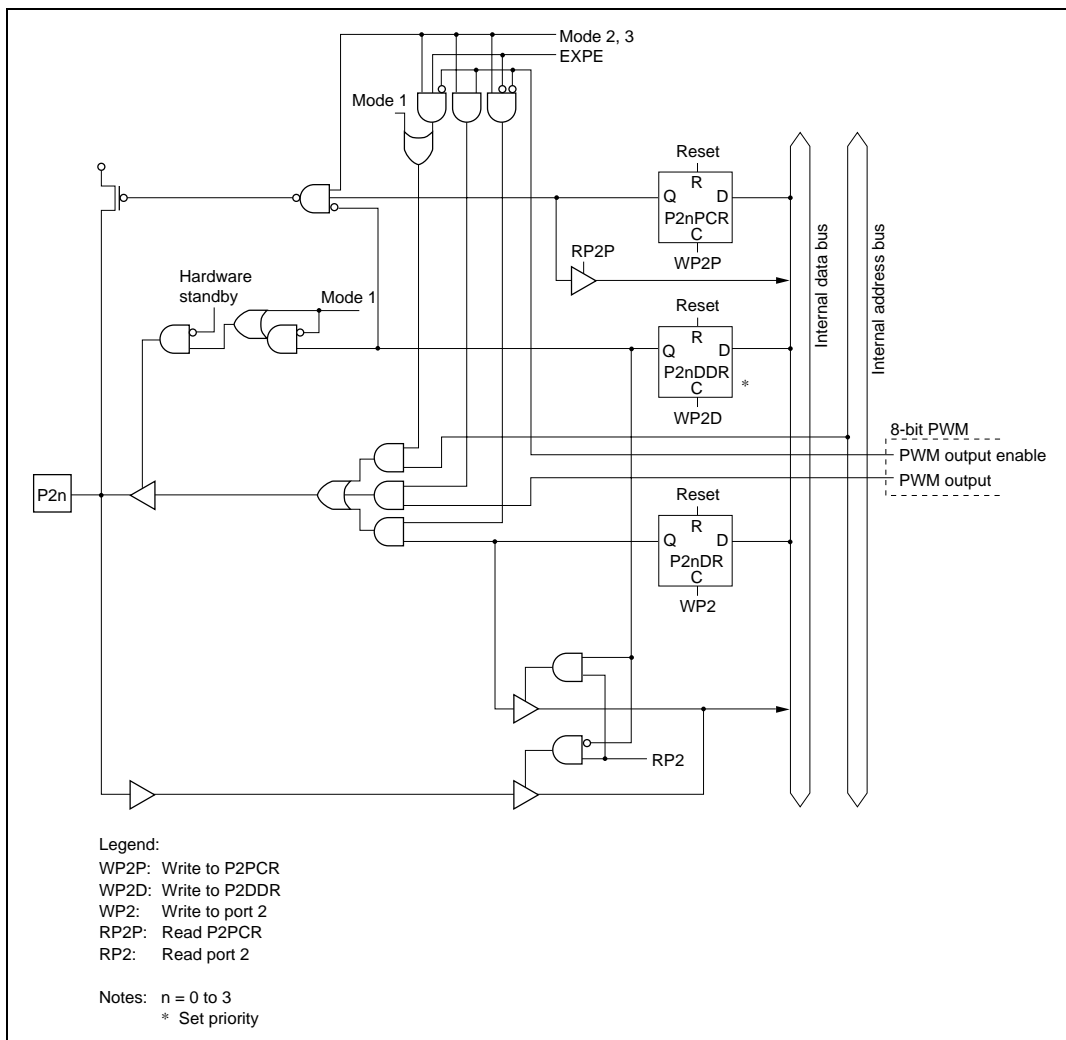 Mode 2, 3
EXPE
Mode 1
Reset
R
Q D
P2nPCR
C
WP2P
RP2P
Hardware
standby
Mode 1
Reset
R
Q D
P2nDDR
C
*
WP2D
Internal data bus
Internal address bus
8-bit PWM
PWM output enable
PWM output
P2n
Reset
R
Q D
P2nDR
C
WP2
RP2
Legend:
WP2P: Write to P2PCR
WP2D: Write to P2DDR
WP2: Write to port 2
RP2P: Read P2PCR
RP2: Read port 2
Notes: n = 0 to 3
* Set priority